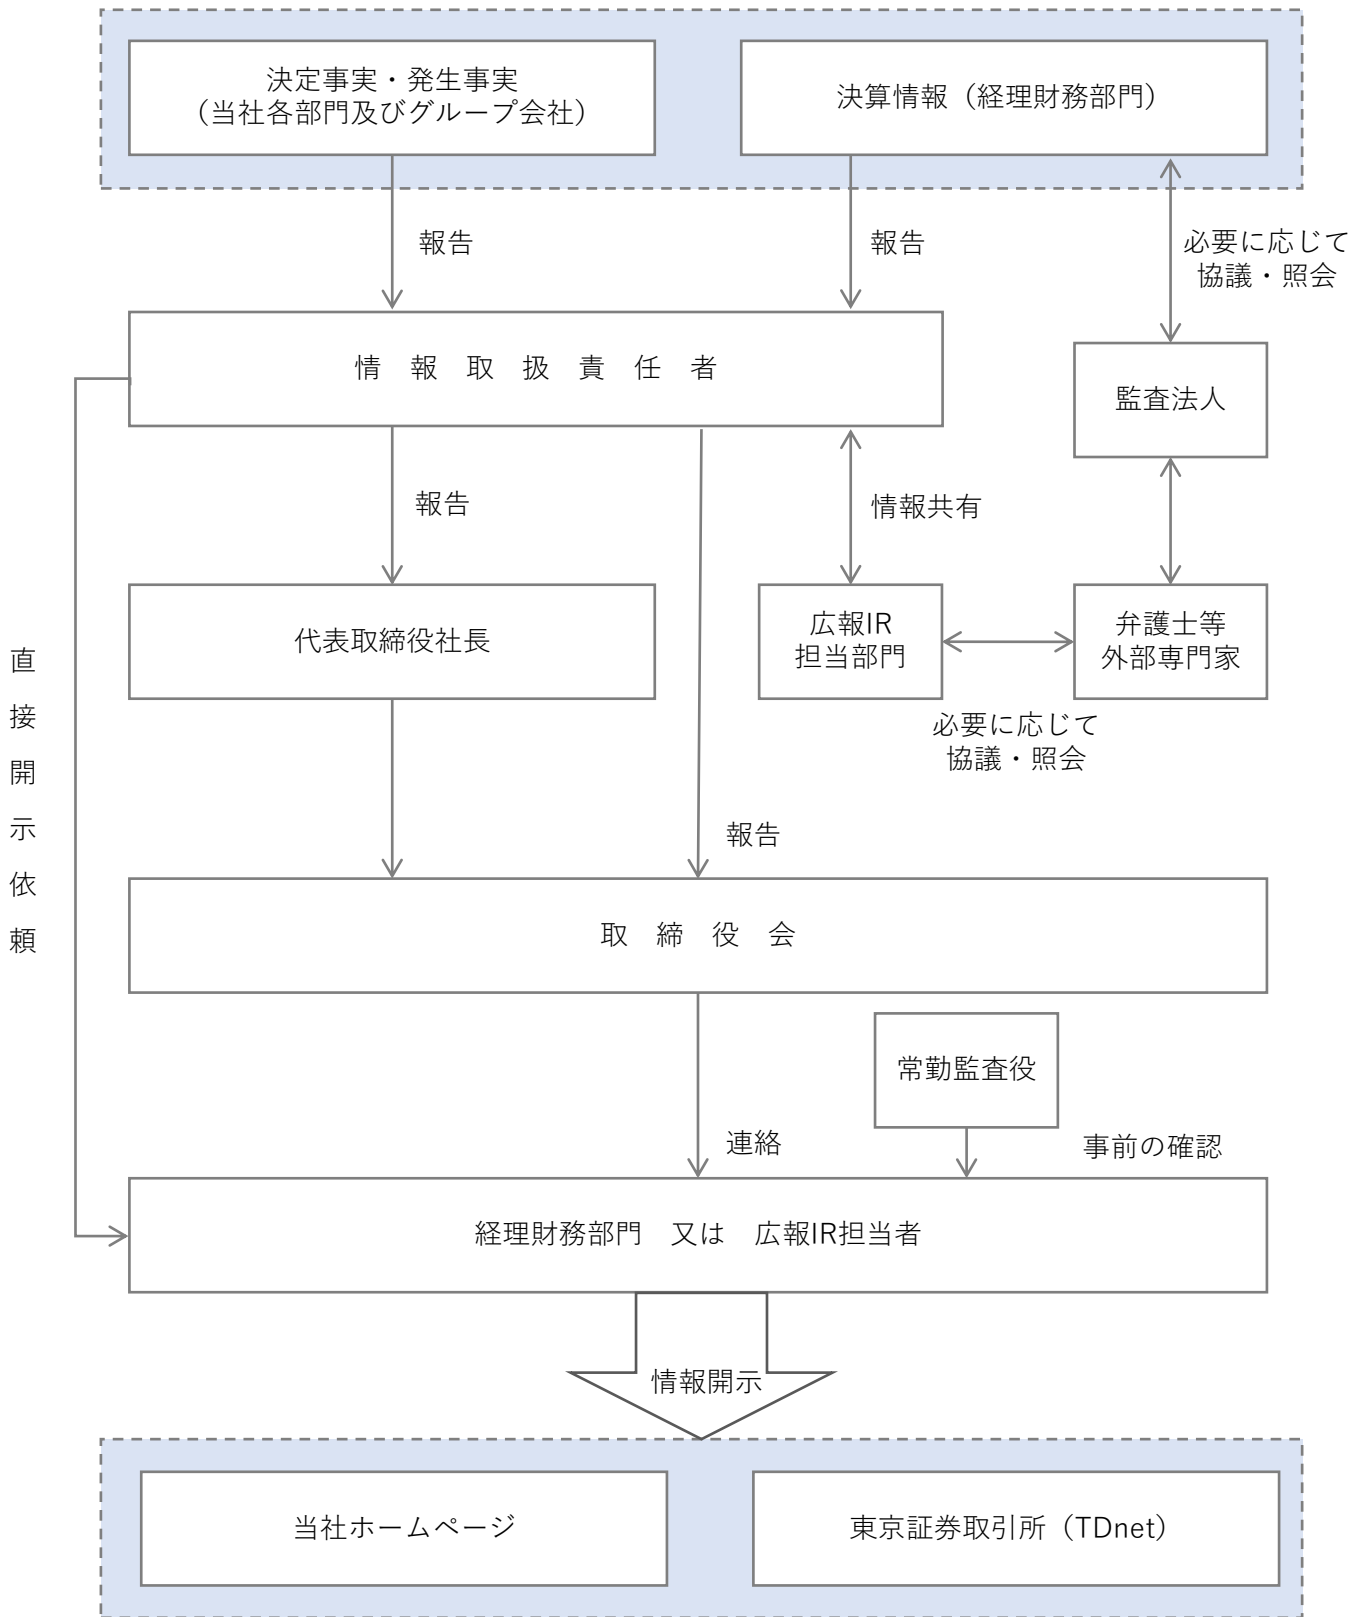 決定事実・発生事実
（当社各部門及びグループ会社）
決算情報（経理財務部門）
報告
報告
必要に応じて
協議・照会
情　報　取　扱　責　任　者
監査法人
報告
情報共有
代表取締役社長
広報IR
担当部門
弁護士等
外部専門家
必要に応じて
協議・照会
直
接
開
示
依
頼
報告
取　締　役　会
常勤監査役
連絡
事前の確認
経理財務部門　又は　広報IR担当者
情報開示
当社ホームページ
東京証券取引所（TDnet）